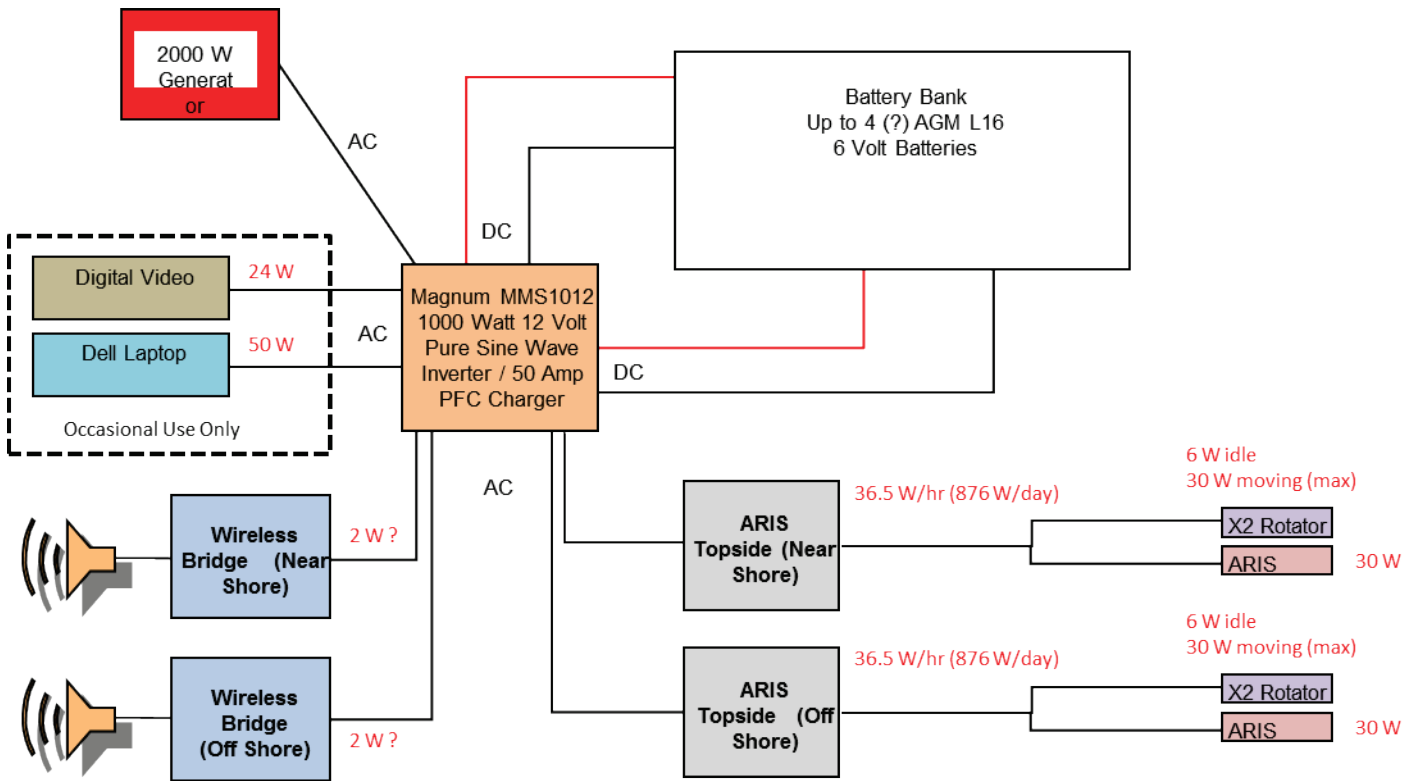 2000 W
Generat
or
AC
Battery Bank
Up to 4 (?) AGM L16
6 Volt Batteries
DC
Digital Video
24 W
Dell Laptop
50 W
AC
Occasional Use Only
Magnum MMS1012
1000 Watt 12 Volt
Pure Sine Wave
Inverter / 50 Amp
PFC Charger
DC
AC
Wireless
Bridge (Near
Shore)
2 W ?
ARIS
Topside (Near
Shore)
36.5 W/hr (876 W/day)
6 W idle
30 W moving (max)
X2 Rotator
ARIS
30 W
Wireless
Bridge
(Off Shore)
2 W ?
ARIS
Topside (Off
Shore)
36.5 W/hr (876 W/day)
6 W idle
30 W moving (max)
X2 Rotator
ARIS
30 W